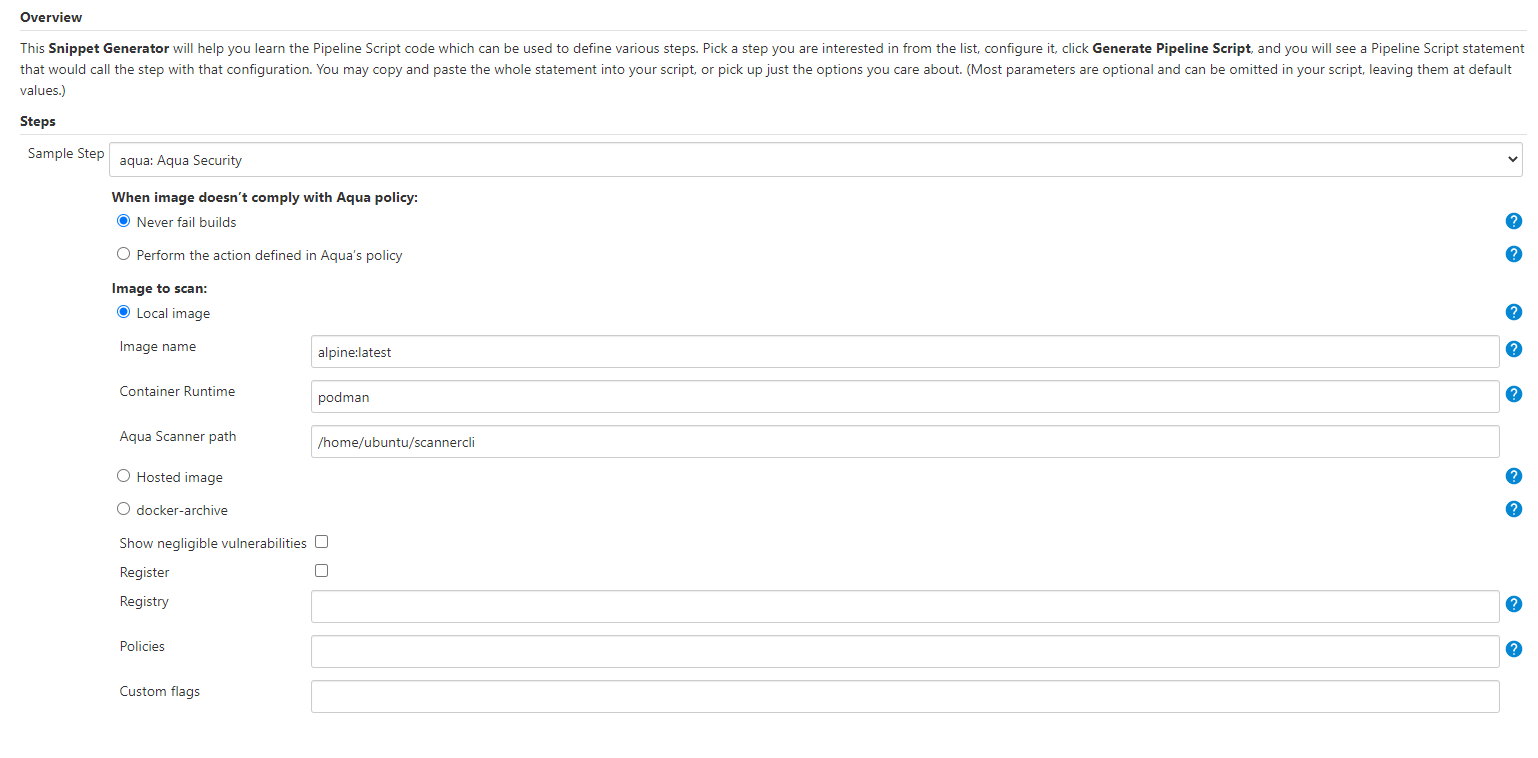 Overview
This Snippet Generator will help you learn the Pipeline Script code which can be used to define various steps. Pick a step you are interested in from the list, configure it, click Generate Pipeline Script, and you will see a Pipeline Script statement
that would call the step with that configuration. You may copy and paste the whole statement into your script, or pick up just the options you care about. (Most parameters are optional and can be omitted in your script, leaving them at default
values.)
Steps
Sample Step aqua: Aqua Security
When image doesn't comply with Aqua policy:
Never fail builds ?
Perform the action defined in Aqua's policy ?
Image to scan:
Local image ?
Image name alpine:latest ?
Container Runtime podman ?
Aqua Scanner path /home/ubuntu/scannercli
Hosted image ?
docker-archive ?
Show negligible vulnerabilities
Register
Registry ?
Policies ?
Custom flags